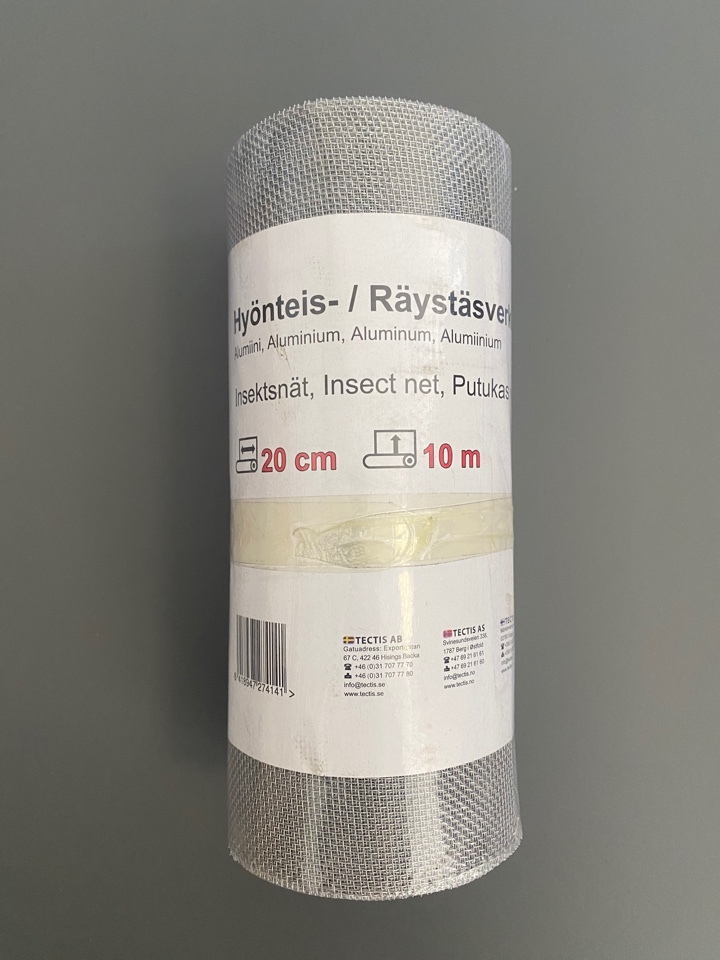 Hyönteis- / Räystäsverk
Alumiini, Aluminium, Aluminum, Alumiinium
Insektsnät, Insect net, Putukas
20 cm 10 m
TECTIS AB
Gatuadress: Exportgatan
67 C, 422 46 Hisings Backa
+46 (0)31 707 77 70
+46 (0)31 707 77 80
info@tectis.se
www.tectis.se
TECTIS AS
Svinesundsveien 336,
1787 Berg i Østfold
+47 69 21 61 61
+47 69 21 61 60
info@tectis.no
www.tectis.no
274141 >